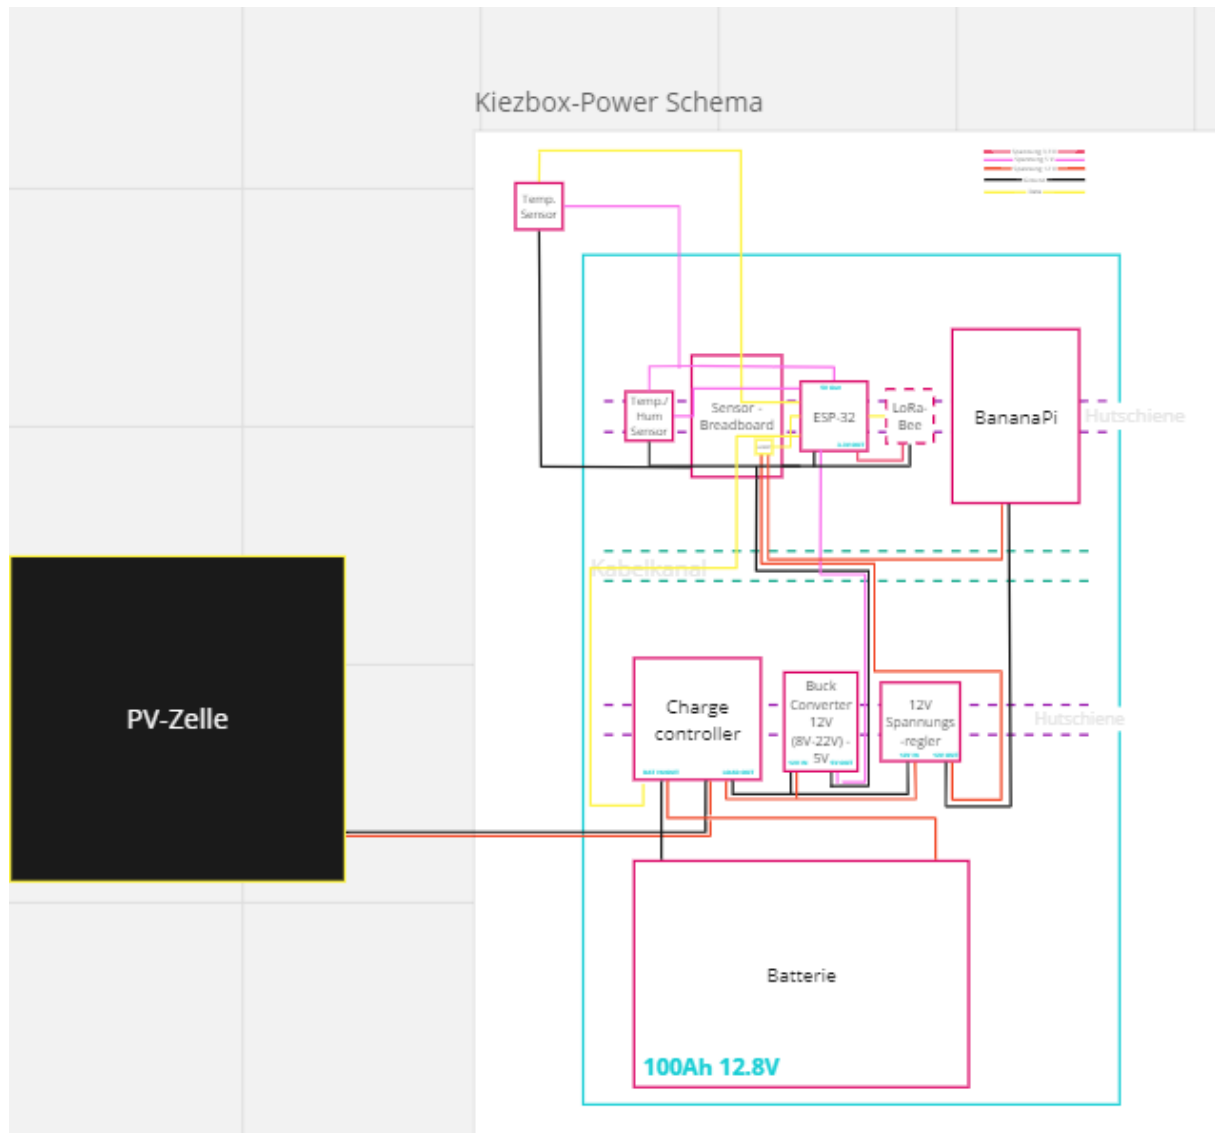 Kiezbox-Power Schema
Temp.
Sensor
Temp./
Hum
Sensor
Sensor -
Breadboard
ESP-32
LoRa-
Bee
BananaPi
Hutschiene
Kabelkanal
PV-Zelle
Charge
controller
Buck
Converter
12V
(8V-22V) -
5V
12V
Spannungs
-regler
Hutschiene
Batterie
100Ah 12.8V